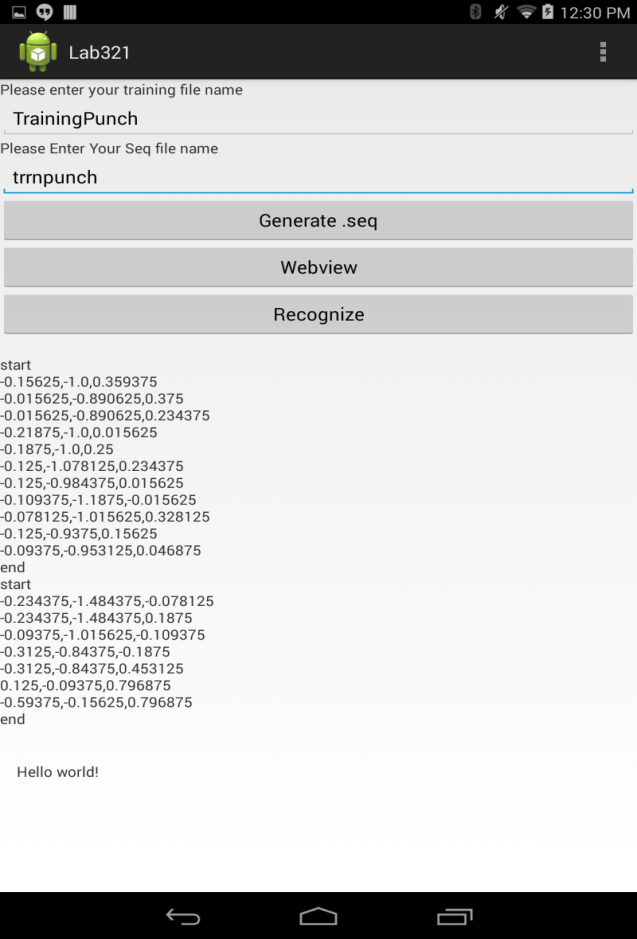 12:30 PM
Lab321
Please enter your training file name
TrainingPunch
Please Enter Your Seq file name
trrnpunch
Generate .seq
Webview
Recognize
start
-0.15625,-1.0,0.359375
-0.015625,-0.890625,0.375
-0.015625,-0.890625,0.234375
-0.21875,-1.0,0.015625
-0.1875,-1.0,0.25
-0.125,-1.078125,0.234375
-0.125,-0.984375,0.015625
-0.109375,-1.1875,-0.015625
-0.078125,-1.015625,0.328125
-0.125,-0.9375,0.15625
-0.09375,-0.953125,0.046875
end
start
-0.234375,-1.484375,-0.078125
-0.234375,-1.484375,0.1875
-0.09375,-1.015625,-0.109375
-0.3125,-0.84375,-0.1875
-0.3125,-0.84375,0.453125
0.125,-0.09375,0.796875
-0.59375,-0.15625,0.796875
end
Hello world!